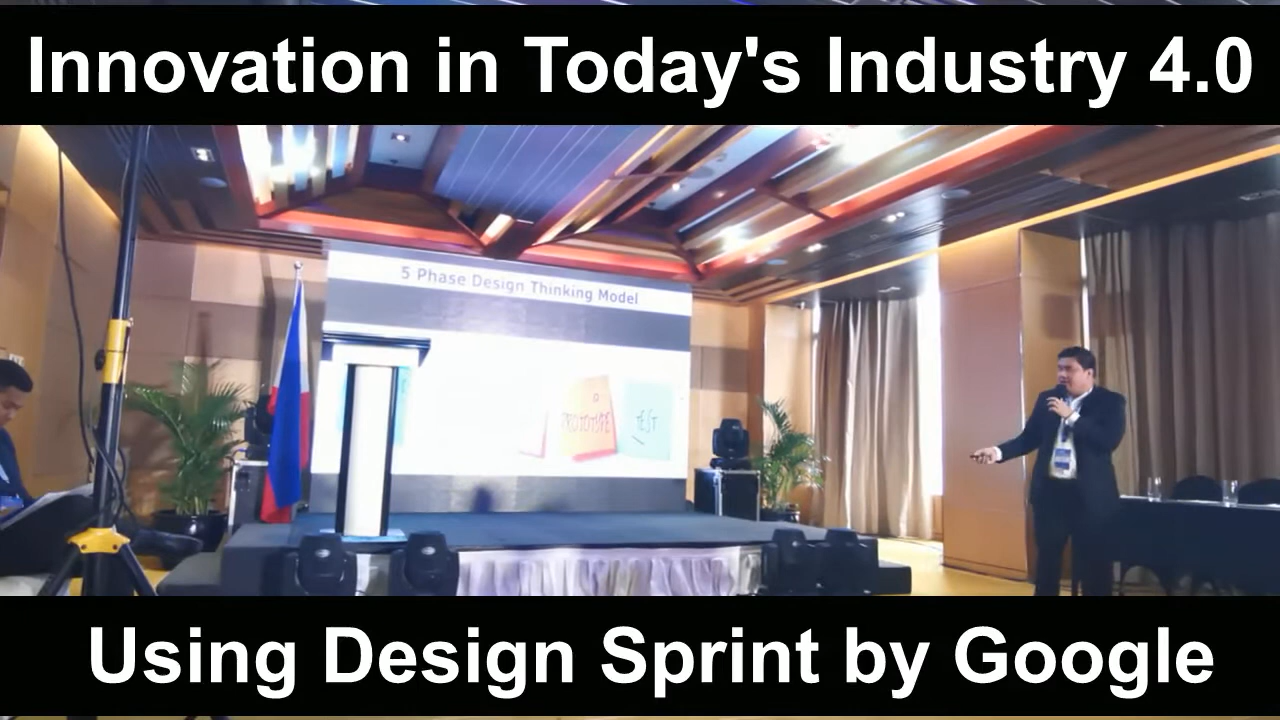 Innovation in Today's Industry 4.0
5 Phase Design Thinking Model
PROTOTYPE
TEST
Using Design Sprint by Google